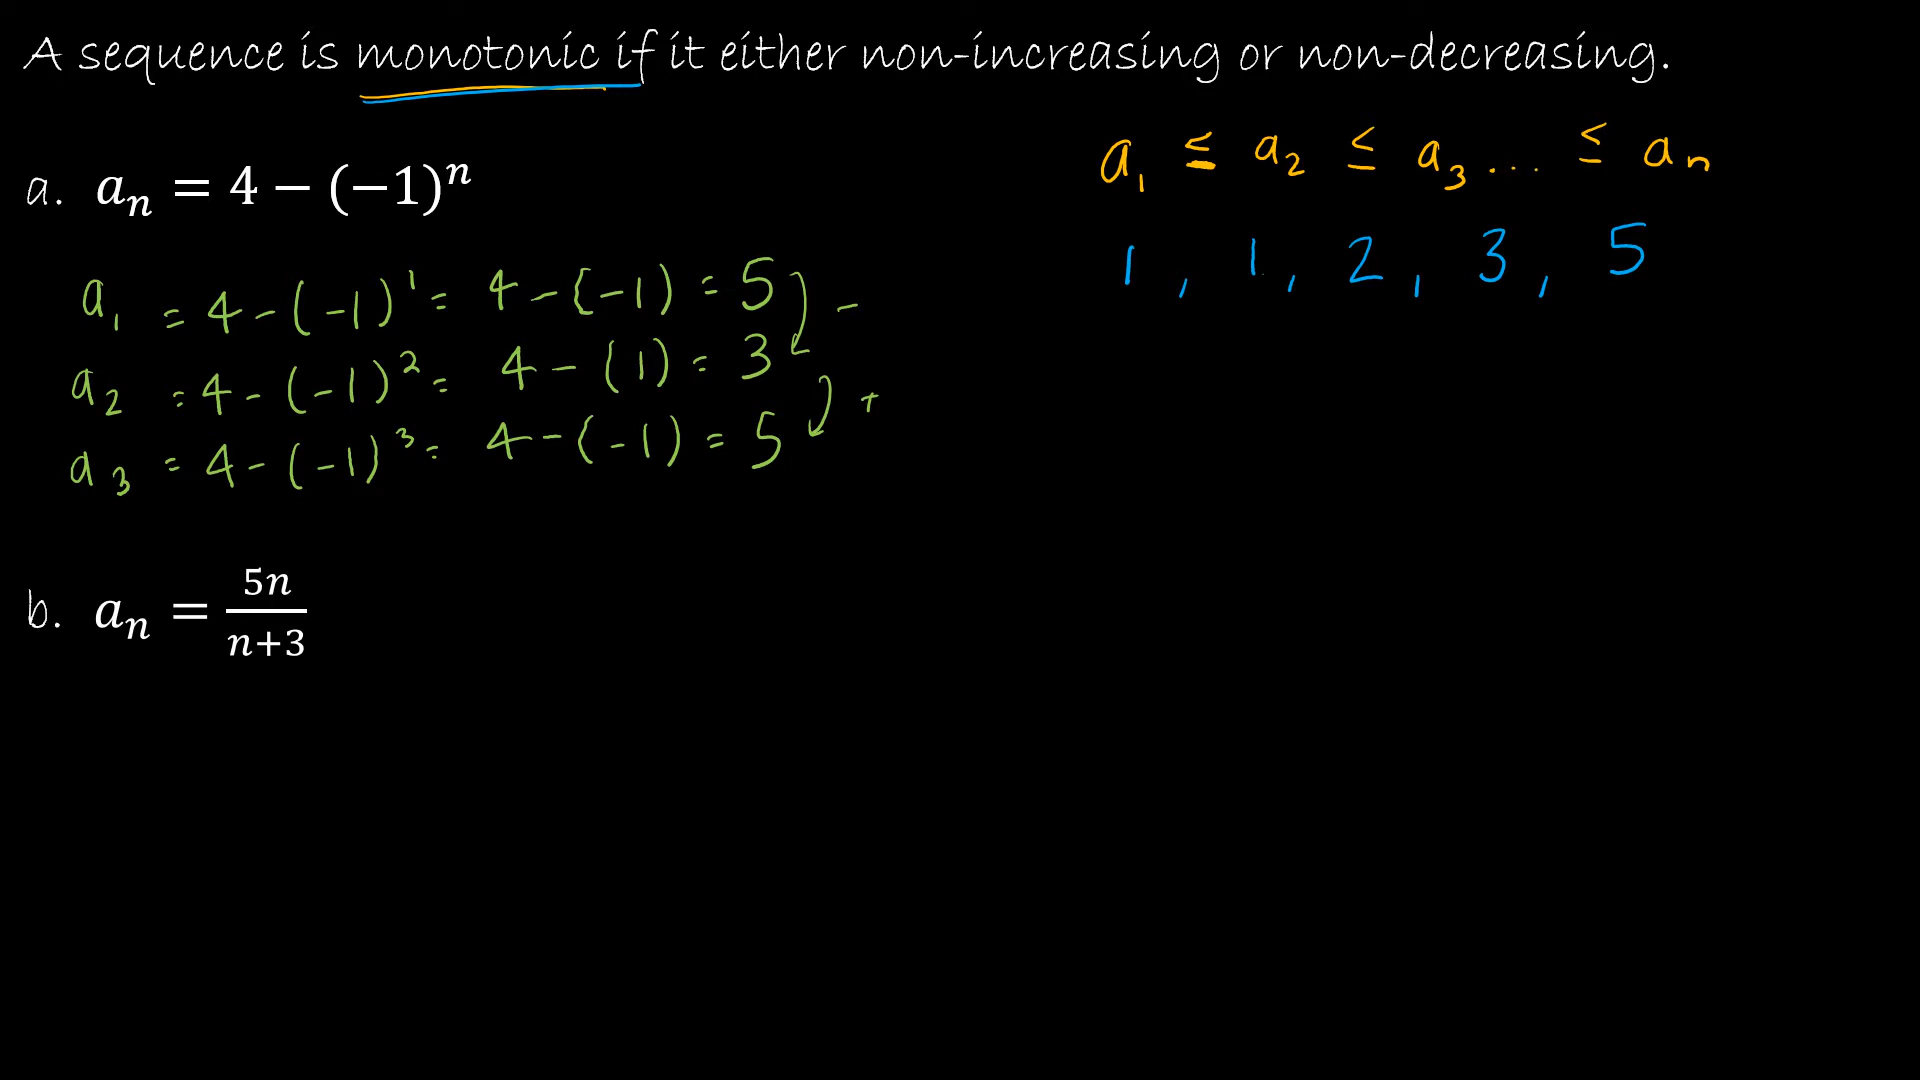 A sequence is monotonic if it either non-increasing or non-decreasing.
a₁ ≤ a₂ ≤ a₃ ... ≤ aₙ
1, 1, 2, 3, 5
a. aₙ = 4 − (−1)ⁿ
a₁ = 4 - (-1)¹ = 4 - (-1) = 5 -
a₂ = 4 - (-1)² = 4 - (1) = 3 +
a₃ = 4 - (-1)³ = 4 - (-1) = 5
b. aₙ = 5n/(n+3)